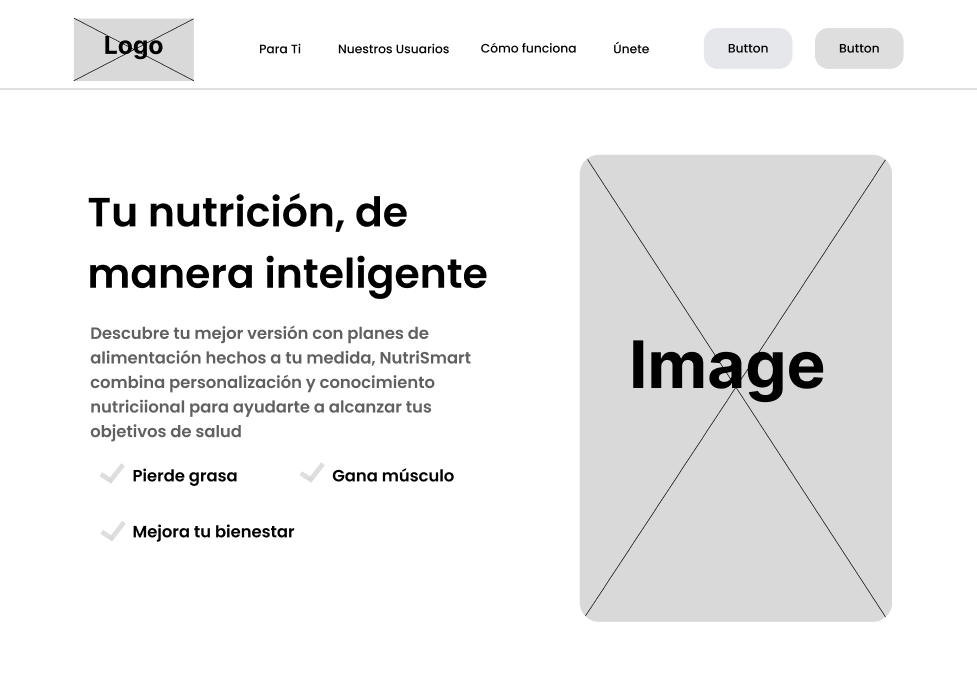 Logo
Para Ti
Nuestros Usuarios
Cómo funciona
Únete
Button
Button
Tu nutrición, de
manera inteligente
Descubre tu mejor versión con planes de
alimentación hechos a tu medida, NutriSmart
combina personalización y conocimiento
nutriciional para ayudarte a alcanzar tus
objetivos de salud
Pierde grasa
Gana músculo
Mejora tu bienestar
Image